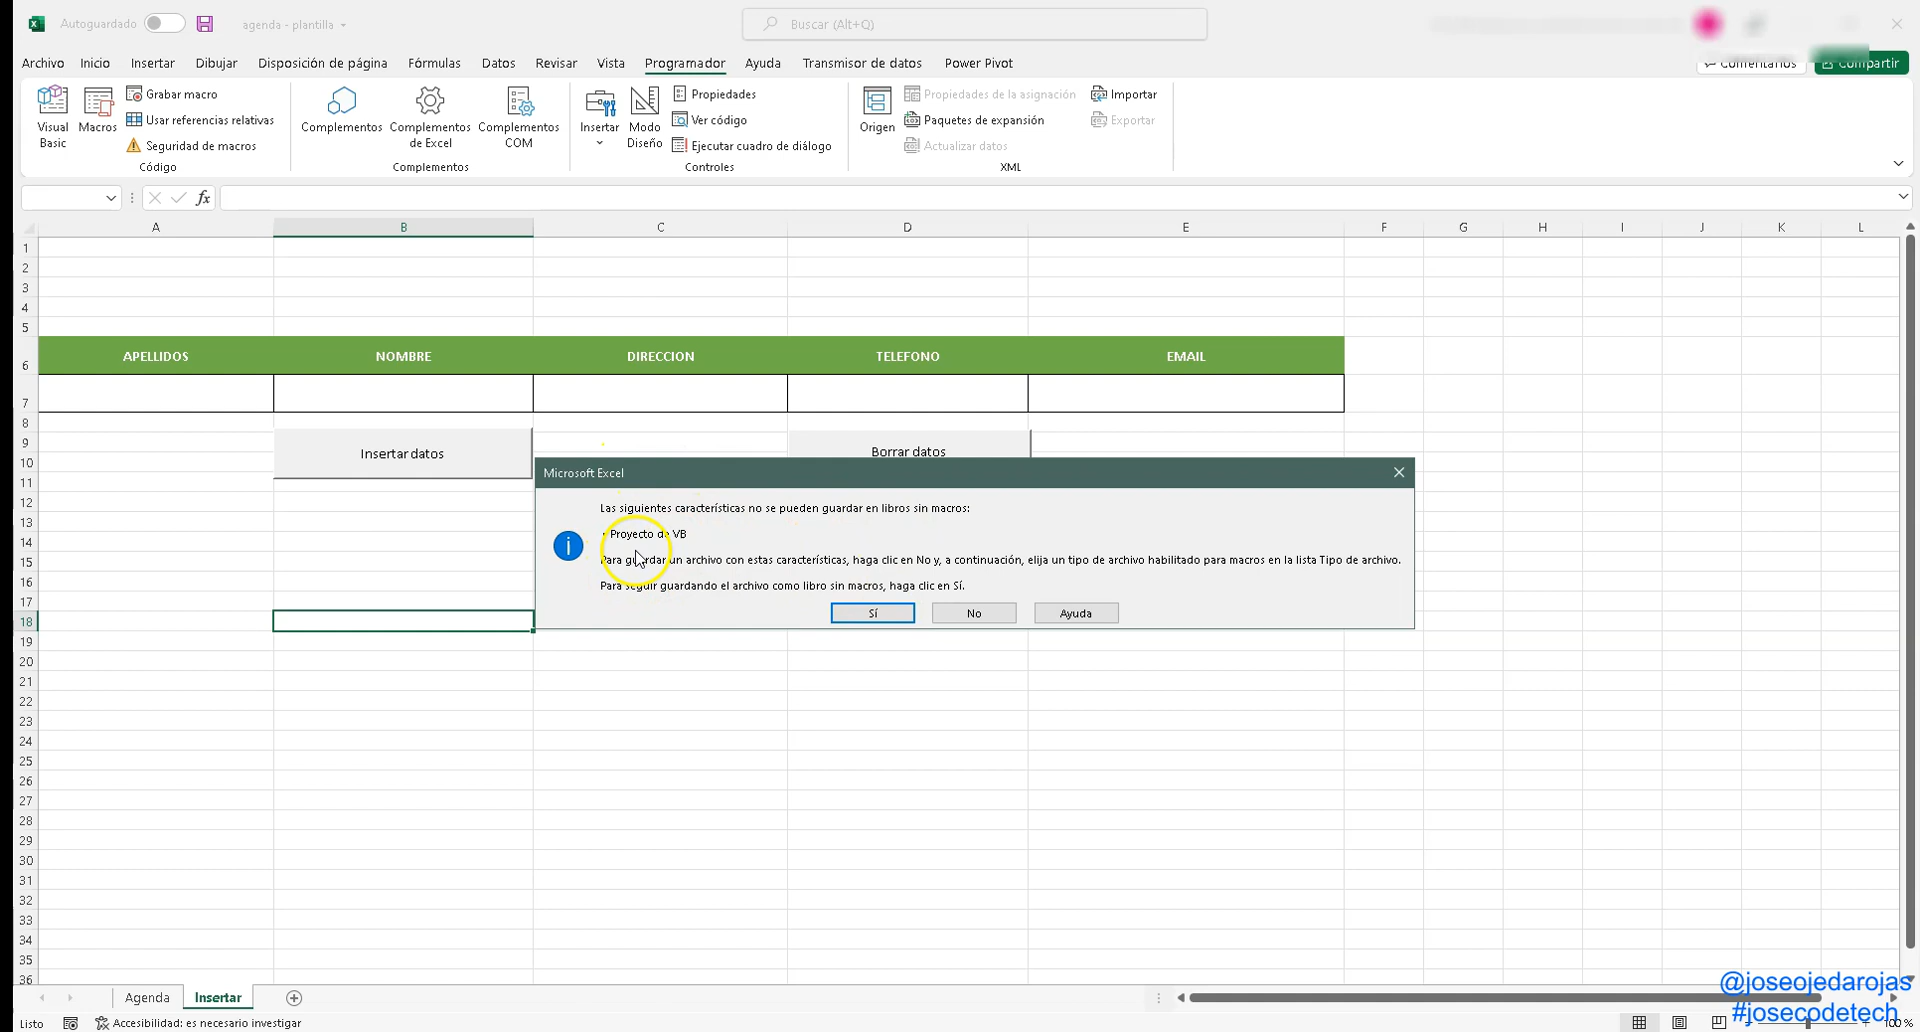 Autoguardado
agenda - plantilla
Buscar (Alt+Q)
Archivo Inicio Insertar Dibujar Disposición de página Fórmulas Datos Revisar Vista Programador Ayuda Transmisor de datos Power Pivot Comentarios Compartir
Visual Basic
Macros
Grabar macro
Usar referencias relativas
Seguridad de macros
Código
Complementos
Complementos de Excel
Complementos COM
Complementos
Insertar
Modo Diseño
Propiedades
Ver código
Ejecutar cuadro de diálogo
Controles
Origen
Propiedades de la asignación
Paquetes de expansión
Actualizar datos
Importar
Exportar
XML
fx
A B C D E F G H I J K L
1
2
3
4
5
6 APELLIDOS NOMBRE DIRECCION TELEFONO EMAIL
7
8
9
10 Insertar datos Borrar datos
11
12
13
14
15
16
17
18
19
20
21
22
23
24
25
26
27
28
29
30
31
32
33
34
35
36
Microsoft Excel
Las siguientes características no se pueden guardar en libros sin macros:
• Proyecto de VB
Para guardar un archivo con estas características, haga clic en No y, a continuación, elija un tipo de archivo habilitado para macros en la lista Tipo de archivo.
Para seguir guardando el archivo como libro sin macros, haga clic en Sí.
Sí No Ayuda
Agenda Insertar
@joseojedarojas
#josecodetech
Listo Accesibilidad: es necesario investigar